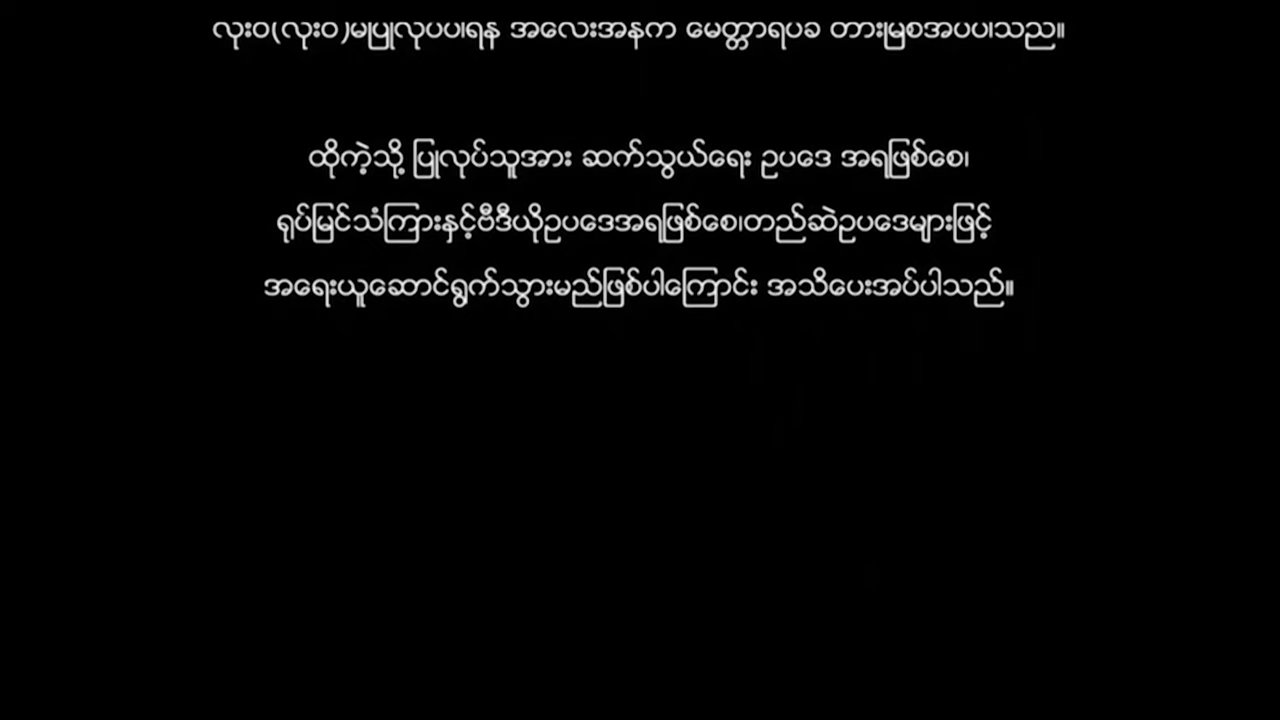 လုံးဝ(လုံးဝ)မပြုလုပ်ပါရန် အလေးအနက် မေတ္တာရပ်ခံ တားမြစ်အပ်ပါသည်။
ထိုကဲ့သို့ ပြုလုပ်သူအား ဆက်သွယ်ရေး ဥပဒေ အရဖြစ်စေ၊
ရုပ်မြင်သံကြားနှင့်ဗီဒီယိုဥပဒေအရဖြစ်စေ၊တည်ဆဲဥပဒေများဖြင့်
အရေးယူဆောင်ရွက်သွားမည်ဖြစ်ပါကြောင်း အသိပေးအပ်ပါသည်။